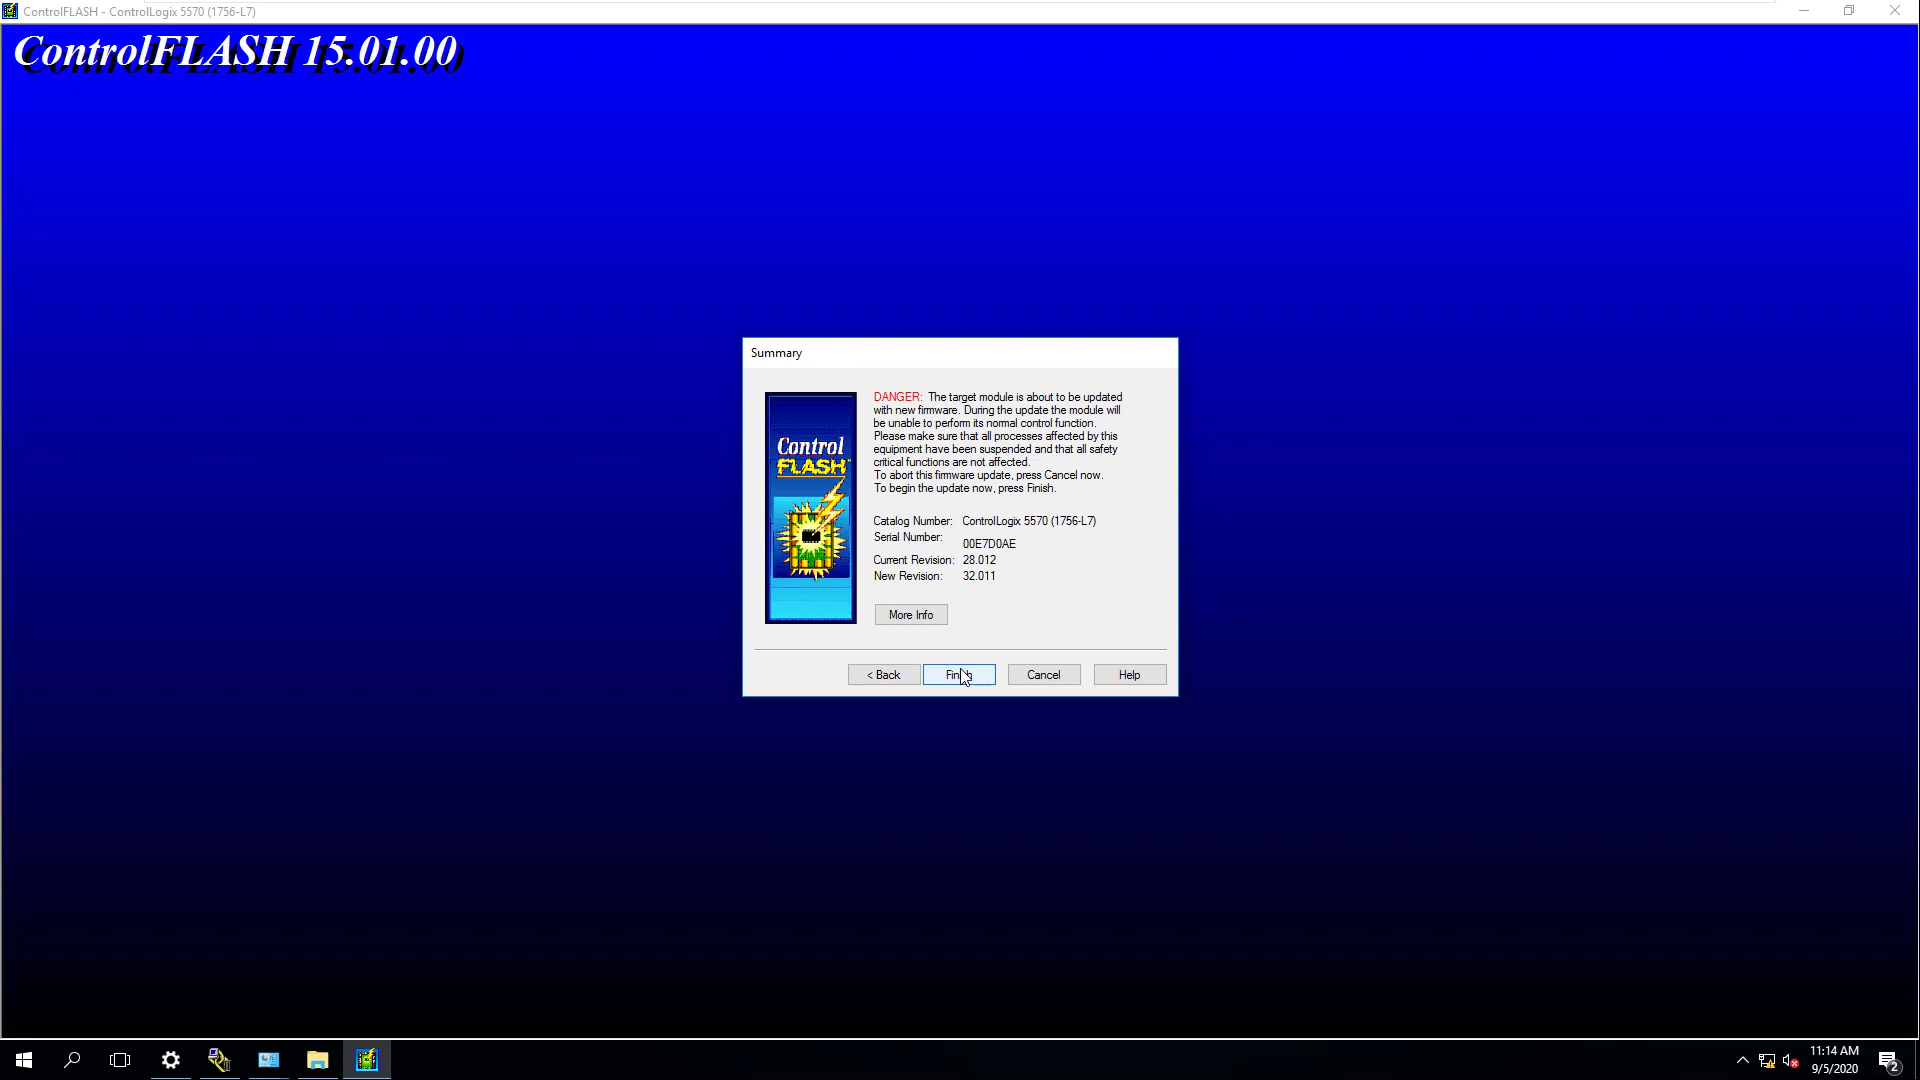 ControlFLASH - ControlLogix 5570 (1756-L7)
ControlFLASH 15.01.00
Summary
Control
FLASH
DANGER: The target module is about to be updated
with new firmware. During the update the module will
be unable to perform its normal control function.
Please make sure that all processes affected by this
equipment have been suspended and that all safety
critical functions are not affected.
To abort this firmware update, press Cancel now.
To begin the update now, press Finish.
Catalog Number: ControlLogix 5570 (1756-L7)
Serial Number: 00E7D0AE
Current Revision: 28.012
New Revision: 32.011
More Info
< Back Finish Cancel Help
11:14 AM
9/5/2020
2